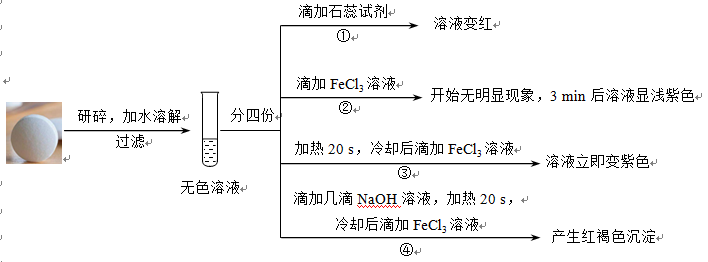 滴加石蕊试剂
①
溶液变红
滴加 FeCl₃ 溶液
②
开始无明显现象，3 min 后溶液显浅紫色
研碎，加水溶解
过滤
无色溶液
分四份
加热 20 s，冷却后滴加 FeCl₃ 溶液
③
溶液立即变紫色
滴加几滴 NaOH 溶液，加热 20 s，
冷却后滴加 FeCl₃ 溶液
④
产生红褐色沉淀